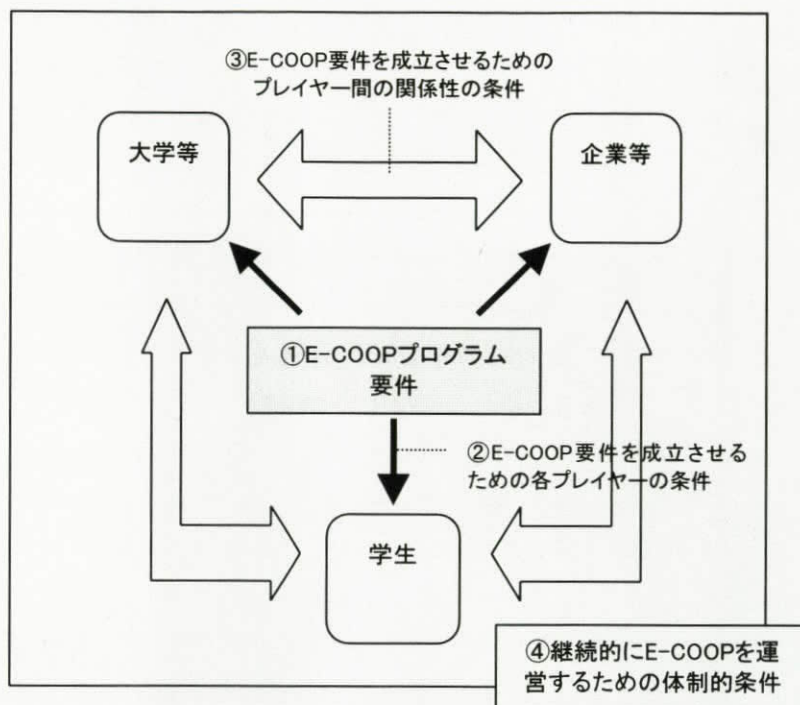 ③E-COOP要件を成立させるための
プレイヤー間の関係性の条件
大学等
企業等
①E-COOPプログラム
要件
②E-COOP要件を成立させる
ための各プレイヤーの条件
学生
④継続的にE-COOPを運
営するための体制的条件